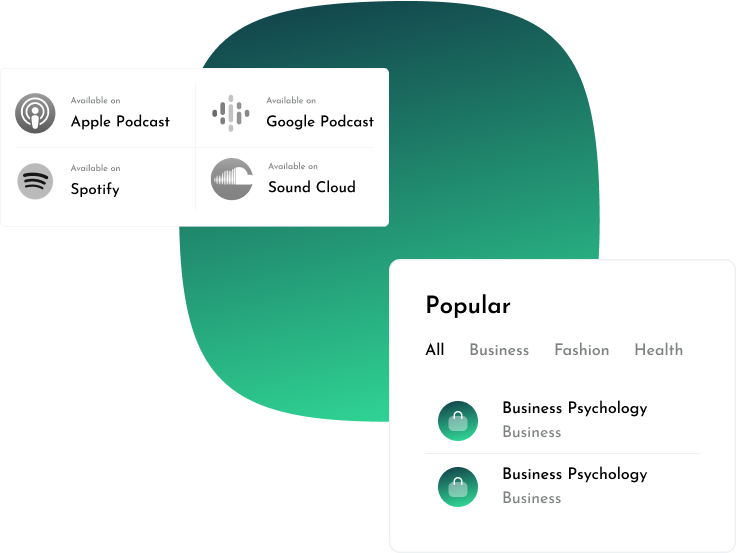 Available on
Apple Podcast
Available on
Google Podcast
Available on
Spotify
Available on
Sound Cloud
Popular
All Business Fashion Health
Business Psychology
Business
Business Psychology
Business